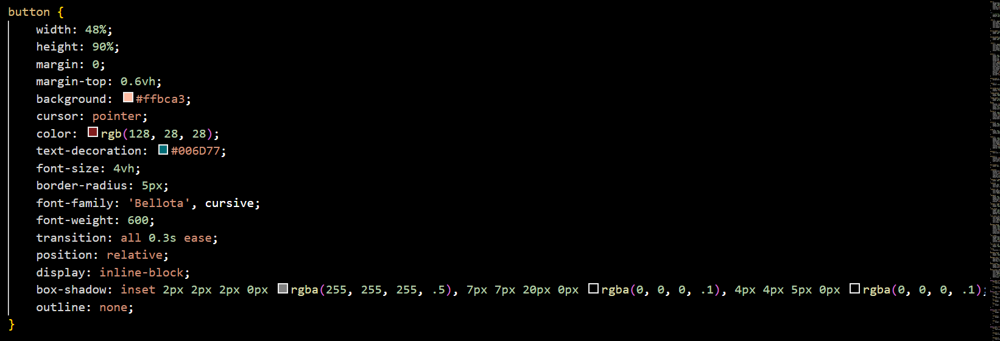 button {
    width: 48%;
    height: 90%;
    margin: 0;
    margin-top: 0.6vh;
    background: #ffbca3;
    cursor: pointer;
    color: rgb(128, 28, 28);
    text-decoration: #006D77;
    font-size: 4vh;
    border-radius: 5px;
    font-family: 'Bellota', cursive;
    font-weight: 600;
    transition: all 0.3s ease;
    position: relative;
    display: inline-block;
    box-shadow: inset 2px 2px 2px 0px rgba(255, 255, 255, .5), 7px 7px 20px 0px rgba(0, 0, 0, .1), 4px 4px 5px 0px rgba(0, 0, 0, .1);
    outline: none;
}